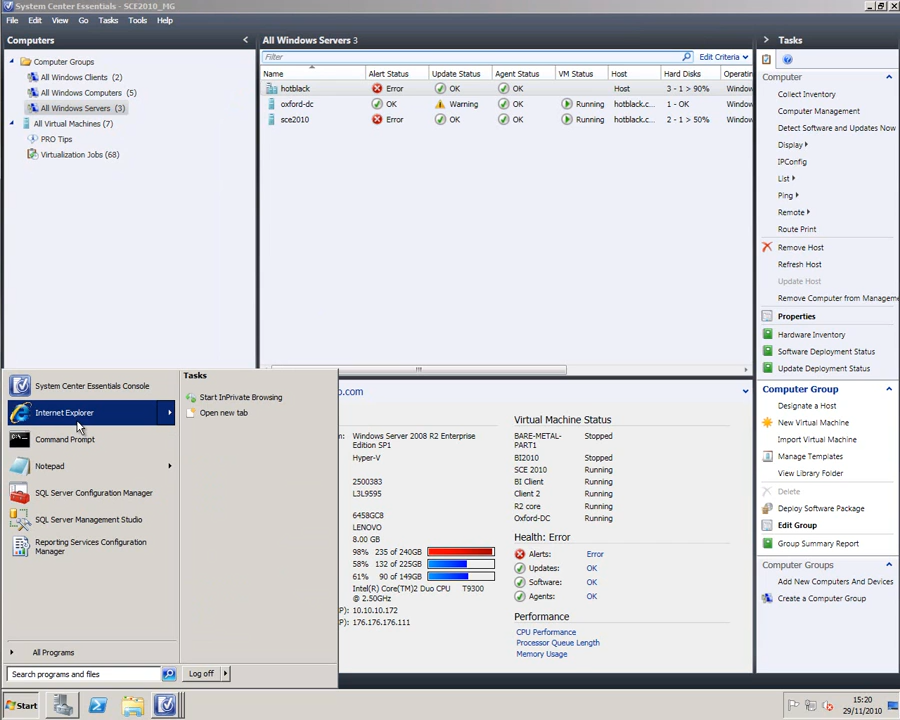 System Center Essentials - SCE2010_MG
File Edit View Go Tasks Help
Computers
Computer Groups
All Windows Clients (2)
All Windows Computers (5)
All Windows Servers (3)
All Virtual Machines (7)
PRO Tips
Virtualization Jobs (68)
All Windows Servers 3
Filter
Edit Criteria
Name Alert Status Update Status Agent Status VM Status Host Hard Disks Operatin
hotblack Error OK OK Host 3 - 1 > 90% Window
oxford-dc OK Warning OK Running hotblack.c... 1 - OK Window
sce2010 Error OK OK Running hotblack.c... 2 - 1 > 50% Window
Tasks
Computer
Collect Inventory
Computer Management
Detect Software and Updates Now
Display
IPConfig
List
Ping
Remote
Route Print
Remove Host
Refresh Host
Update Host
Remove Computer from Manageme
Properties
Hardware Inventory
Software Deployment Status
Update Deployment Status
Computer Group
Designate a Host
New Virtual Machine
Import Virtual Machine
Manage Templates
View Library Folder
Delete
Deploy Software Package
Edit Group
Group Summary Report
Computer Groups
Add New Computers And Devices
Create a Computer Group
System Center Essentials Console
Internet Explorer
Command Prompt
Notepad
SQL Server Configuration Manager
SQL Server Management Studio
Reporting Services Configuration
Manager
All Programs
Search programs and files
Log off
Tasks
Start InPrivate Browsing
Open new tab
p.com
Windows Server 2008 R2 Enterprise
Edition SP1
Hyper-V
2500383
L3L9595
6458GC8
LENOVO
8.00 GB
98% 235 of 240GB
58% 132 of 225GB
61% 90 of 149GB
Intel(R) Core(TM)2 Duo CPU T9300
@ 2.50GHz
P): 10.10.10.172
P): 176.176.176.111
Virtual Machine Status
BARE-METAL- Stopped
PART1
BI2010 Stopped
SCE 2010 Running
BI Client Running
Client 2 Running
R2 core Running
Oxford-DC Running
Health: Error
Alerts: Error
Updates: OK
Software: OK
Agents: OK
Performance
CPU Performance
Processor Queue Length
Memory Usage
Start
15:20
29/11/2010